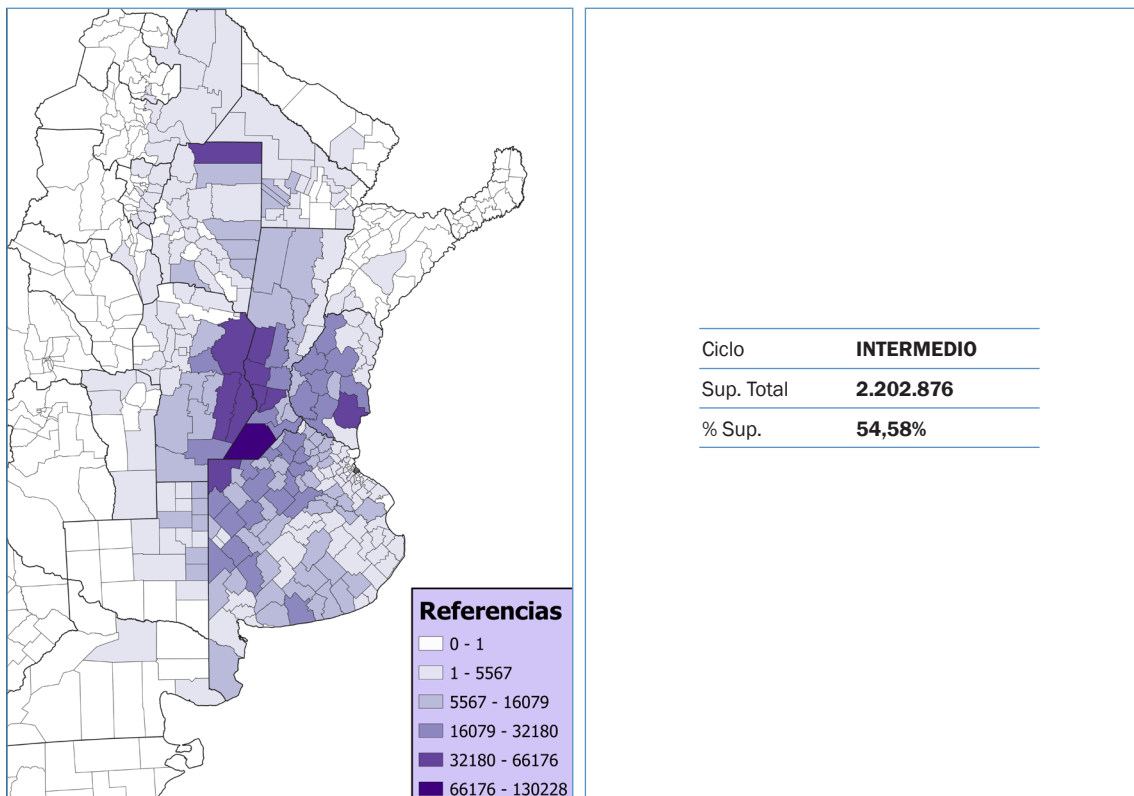 Referencias
0 - 1
1 - 5567
5567 - 16079
16079 - 32180
32180 - 66176
66176 - 130228
Ciclo INTERMEDIO
Sup. Total 2.202.876
% Sup. 54,58%